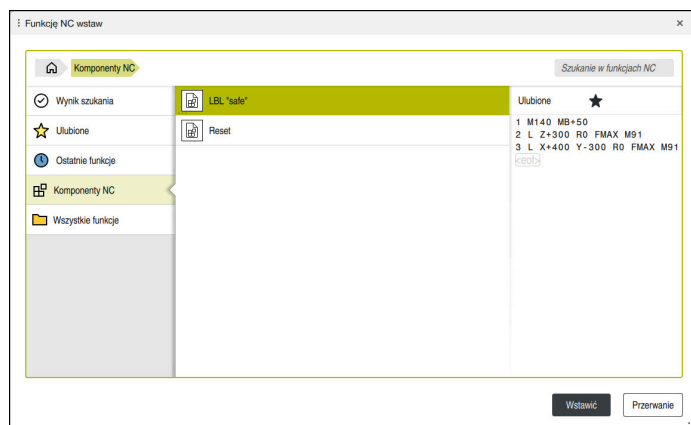 Funkcję NC wstaw
Komponenty NC
Szukanie w funkcjach NC
Wynik szukania
Ulubione
Ostatnie funkcje
Komponenty NC
Wszystkie funkcje
LBL "safe"
Reset
Ulubione
1 M140 MB+50
2 L Z+300 R0 FMAX M91
3 L X+400 Y-300 R0 FMAX M91
<eof>
Wstawić
Przerwanie